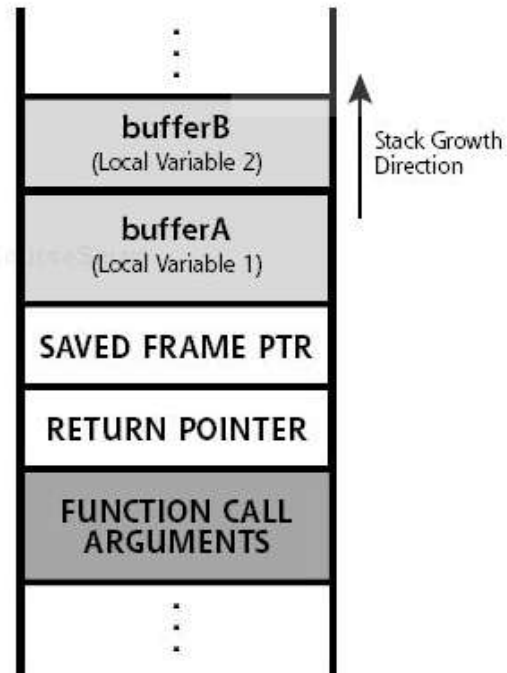 bufferB
(Local Variable 2)
Stack Growth
Direction
bufferA
(Local Variable 1)
SAVED FRAME PTR
RETURN POINTER
FUNCTION CALL
ARGUMENTS